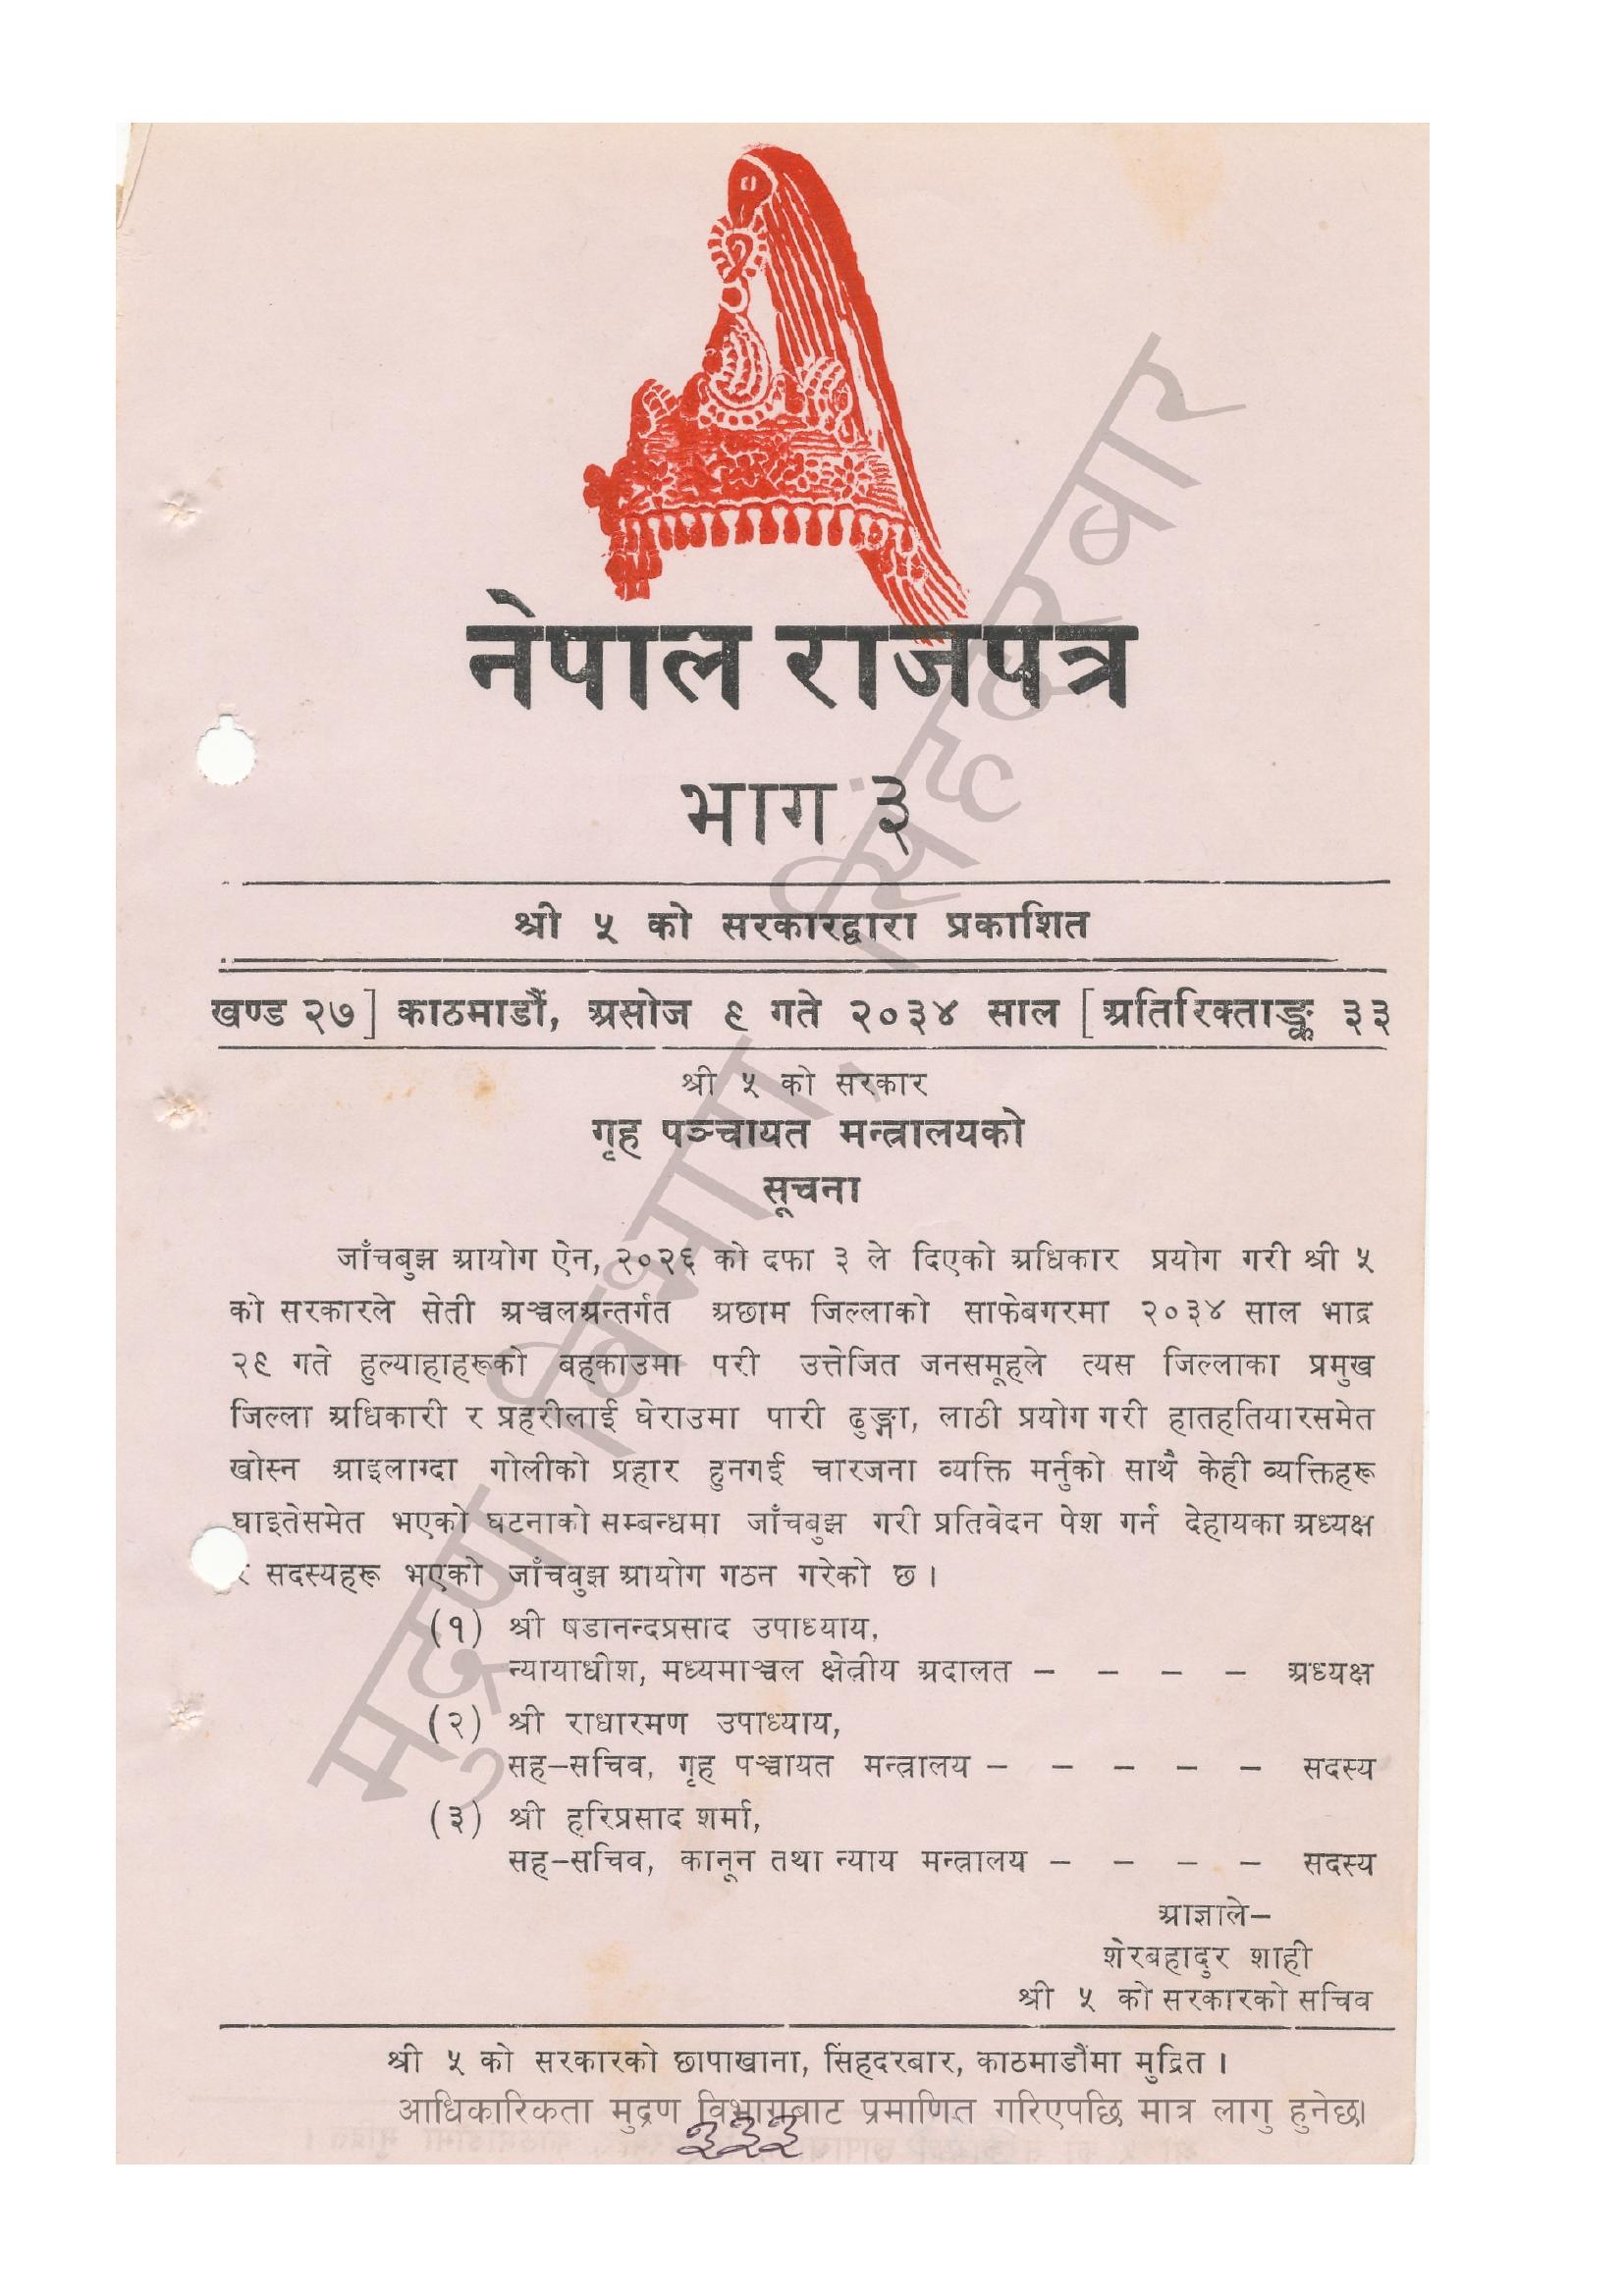 नेपाल राजपत्र
भाग ३
श्री ५ को सरकारद्वारा प्रकाशित
खण्ड २७] काठमाडौं, असोज ९ गते २०३४ साल [अतिरिक्ताङ्क ३३
श्री ५ को सरकार
गृह पञ्चायत मन्त्रालयको
सूचना
जाँचबुझ आयोग ऐन, २०२६ को दफा ३ ले दिएको अधिकार प्रयोग गरी श्री ५
को सरकारले सेती अञ्चलअन्तर्गत अछाम जिल्लाको साफेबगरमा २०३४ साल भाद्र
२९ गते हुल्याहाहरूको बहकाउमा परी उत्तेजित जनसमूहले त्यस जिल्लाका प्रमुख
जिल्ला अधिकारी र प्रहरीलाई घेराउमा पारी ढुङ्गा, लाठी प्रयोग गरी हातहतियारसमेत
खोस्न आइलाग्दा गोलीको प्रहार हुनगई चारजना व्यक्ति मर्नुको साथै केही व्यक्तिहरू
घाइतेसमेत भएको घटनाको सम्बन्धमा जाँचबुझ गरी प्रतिवेदन पेश गर्न देहायका अध्यक्ष
र सदस्यहरू भएको जाँचबुझ आयोग गठन गरेको छ ।
(१) श्री षडानन्दप्रसाद उपाध्याय,
न्यायाधीश, मध्यमाञ्चल क्षेत्रीय अदालत – – – – अध्यक्ष
(२) श्री राधारमण उपाध्याय,
सह–सचिव, गृह पञ्चायत मन्त्रालय – – – – – सदस्य
(३) श्री हरिप्रसाद शर्मा,
सह–सचिव, कानून तथा न्याय मन्त्रालय – – – – सदस्य
आज्ञाले–
शेरबहादुर शाही
श्री ५ को सरकारको सचिव
श्री ५ को सरकारको छापाखाना, सिंहदरबार, काठमाडौंमा मुद्रित ।
आधिकारिकता मुद्रण विभागबाट प्रमाणित गरिएपछि मात्र लागु हुनेछ।
३३३
मुद्रण विभाग, सिंहदरबार